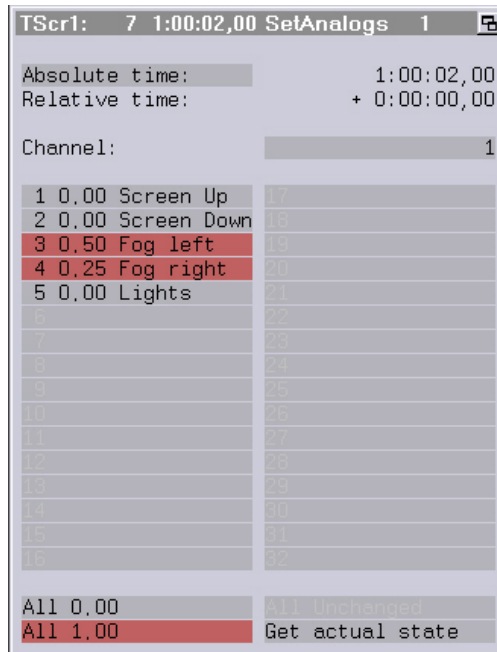 TScr1: 7 1:00:02,00 SetAnalogs 1
Absolute time: 1:00:02,00
Relative time: + 0:00:00,00
Channel: 1
1 0,00 Screen Up
2 0,00 Screen Down
3 0,50 Fog left
4 0,25 Fog right
5 0,00 Lights
6
7
8
9
10
11
12
13
14
15
16
17
18
19
20
21
22
23
24
25
26
27
28
29
30
31
32
All 0,00
All 1,00
All Unchanged
Get actual state